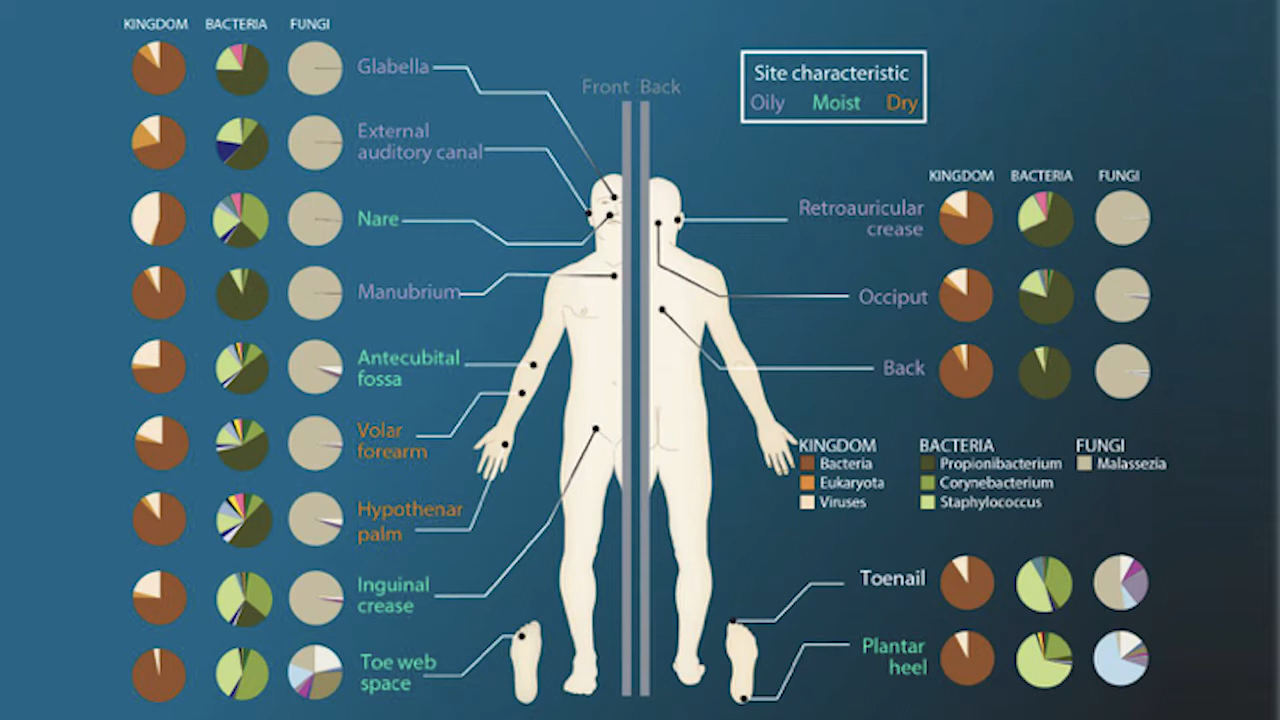 KINGDOM BACTERIA FUNGI
Glabella
External
auditory canal
Nare
Manubrium
Antecubital
fossa
Volar
forearm
Hypothenar
palm
Inguinal
crease
Toe web
space
Front Back
Site characteristic
Oily Moist Dry
KINGDOM BACTERIA FUNGI
Retroauricular
crease
Occiput
Back
KINGDOM BACTERIA FUNGI
Bacteria Propionibacterium Malassezia
Eukaryota Corynebacterium
Viruses Staphylococcus
Toenail
Plantar
heel